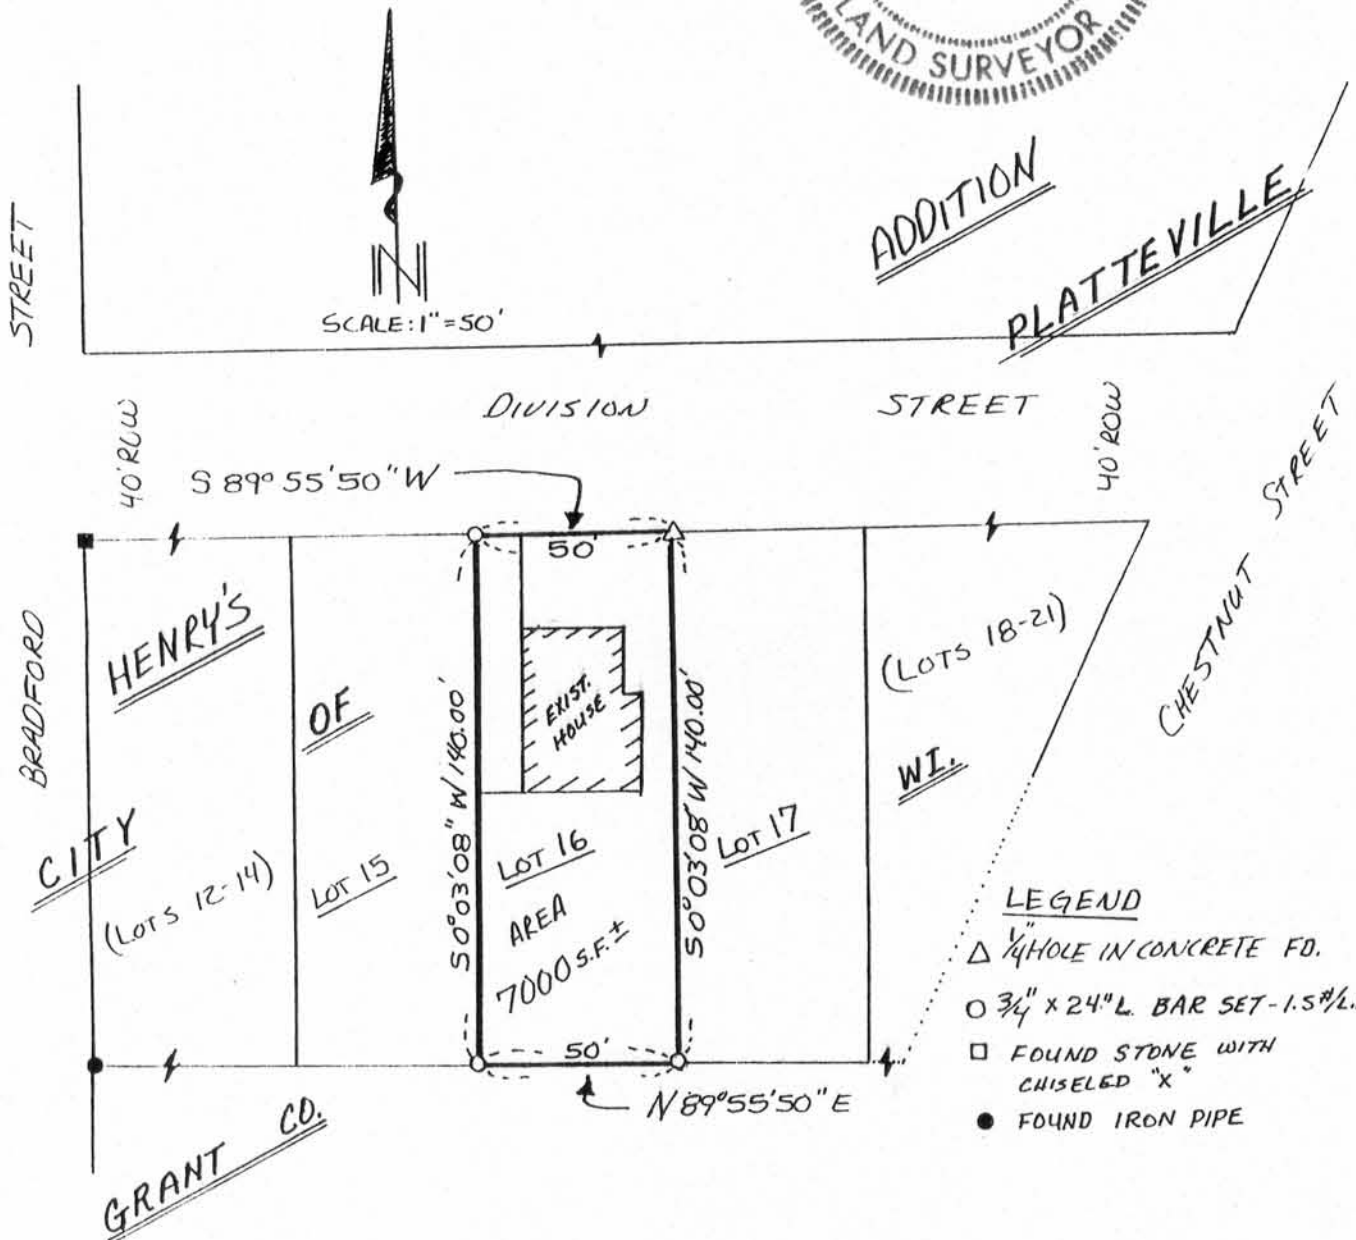 LAND SURVEYOR
ADDITION
PLATTEVILLE
STREET
N
SCALE: 1" = 50'
DIVISION STREET
40' ROW
40' ROW
STREET
S 89° 55' 50" W
50'
HENRY'S
BRADFORD
OF
EXIST.
HOUSE
(LOTS 18-21)
CHESTNUT
WI.
S 0° 03' 08" W 140.00'
S 0° 03' 08" W 140.00'
CITY
(LOTS 12-14)
LOT 15
LOT 16
AREA
7000 S.F. ±
LOT 17
LEGEND
△ 1/4" HOLE IN CONCRETE FD.
○ 3/4" x 24" L. BAR SET - 1.5 #/L.
□ FOUND STONE WITH
CHISELED "X"
● FOUND IRON PIPE
50'
N 89° 55' 50" E
GRANT CO.